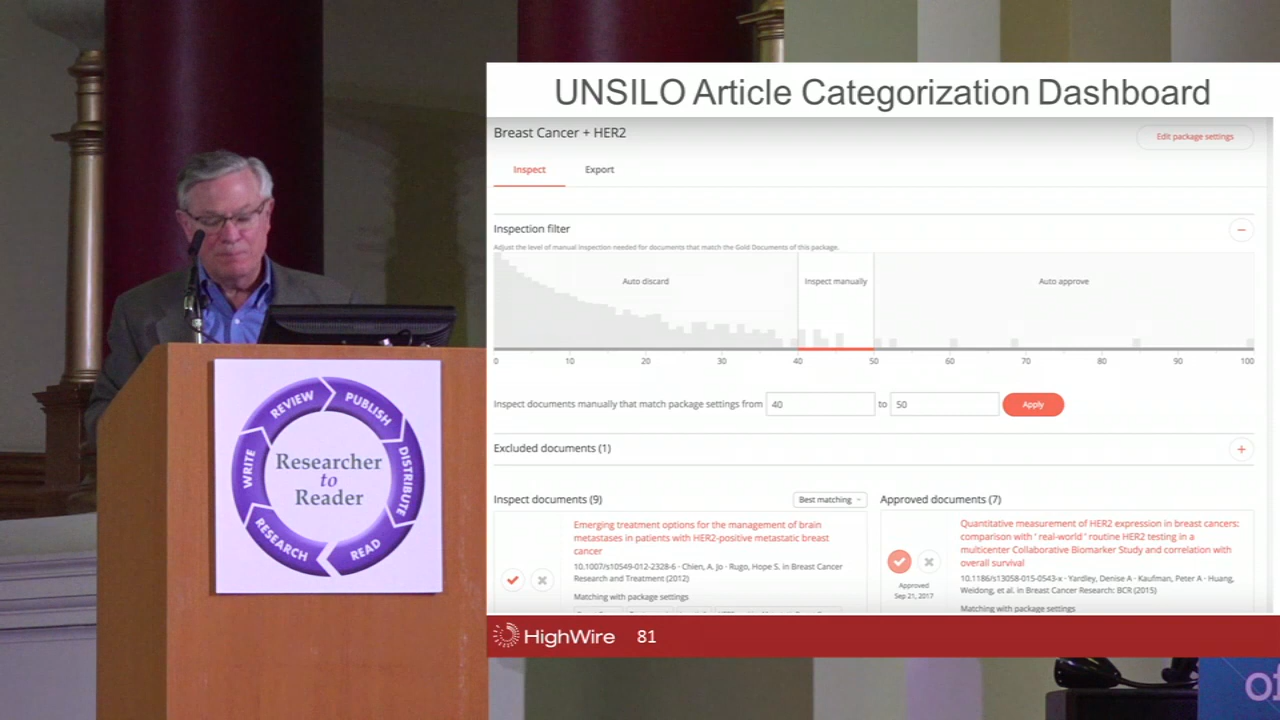 UNSILO Article Categorization Dashboard
Breast Cancer + HER2
Edit package settings
Inspect
Export
Inspection filter
Adjust the level of manual inspection needed for documents that match the Gold Documents of this package.
Auto discard
Inspect manually
Auto approve
0 10 20 30 40 50 60 70 80 90 100
Inspect documents manually that match package settings from 40 to 50 Apply
Excluded documents (1)
Inspect documents (9)
Best matching
Emerging treatment options for the management of brain
metastases in patients with HER2-positive metastatic breast
cancer
10.1007/s10549-012-2328-6 · Chien, A. Jo · Rugo, Hope S. in Breast Cancer
Research and Treatment (2012)
Matching with package settings
Approved documents (7)
Quantitative measurement of HER2 expression in breast cancers:
comparison with ' real-world ' routine HER2 testing in a
multicenter Collaborative Biomarker Study and correlation with
overall survival
10.1186/s13058-015-0543-x · Yardley, Denise A · Kaufman, Peter A · Huang,
Weidong, et al. in Breast Cancer Research: BCR (2015)
Approved
Sep 21, 2017
Matching with package settings
HighWire 81
REVIEW
PUBLISH
DISTRIBUTE
READ
RESEARCH
WRITE
Researcher
to
Reader